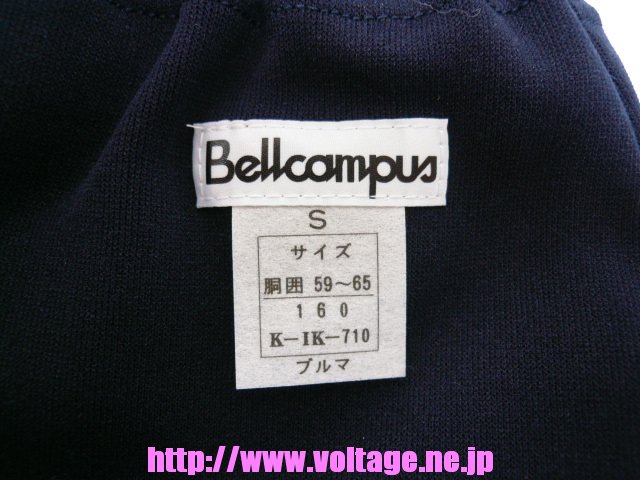 Bellcampus
S
サイズ
胴囲 59～65
160
K-IK-710
ブルマ
http://www.voltage.ne.jp